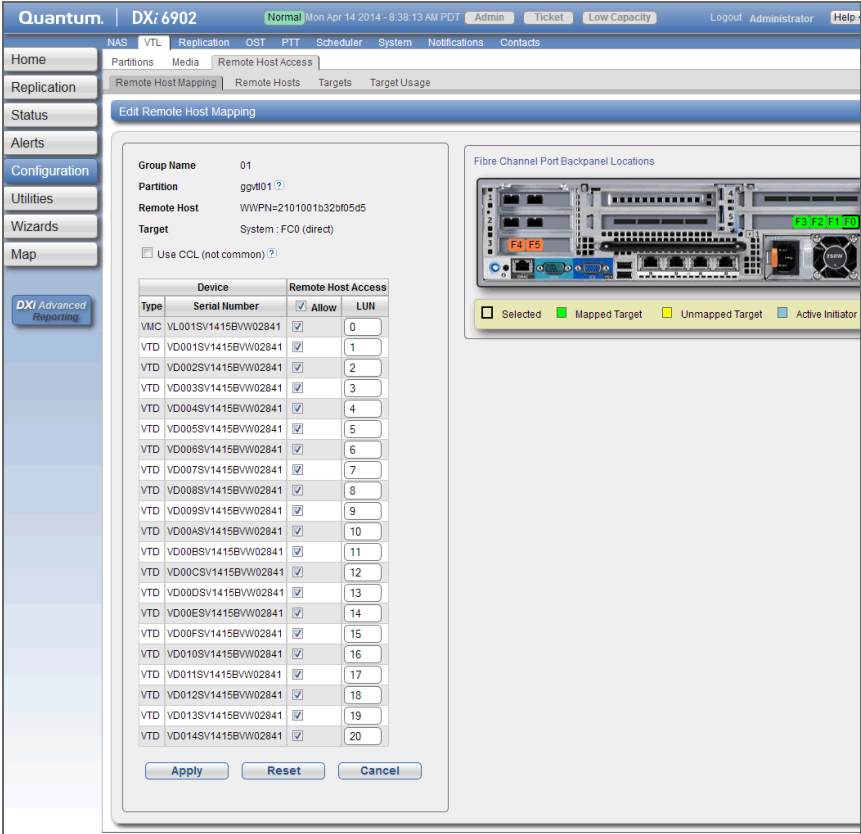 Quantum. DXi 6902 Normal Mon Apr 14 2014 - 8:38:13 AM PDT Admin Ticket Low Capacity Logout Administrator Help
NAS VTL Replication OST PTT Scheduler System Notifications Contacts
Home
Replication
Status
Alerts
Configuration
Utilities
Wizards
Map
DXi Advanced
Reporting
Partitions Media Remote Host Access
Remote Host Mapping Remote Hosts Targets Target Usage
Edit Remote Host Mapping
Group Name 01
Partition ggvtl01 ?
Remote Host WWPN=2101001b32bf05d5
Target System : FC0 (direct)
Use CCL (not common) ?
Device Remote Host Access
Type Serial Number Allow LUN
VMC VL001SV1415BVW02841 0
VTD VD001SV1415BVW02841 1
VTD VD002SV1415BVW02841 2
VTD VD003SV1415BVW02841 3
VTD VD004SV1415BVW02841 4
VTD VD005SV1415BVW02841 5
VTD VD006SV1415BVW02841 6
VTD VD007SV1415BVW02841 7
VTD VD008SV1415BVW02841 8
VTD VD009SV1415BVW02841 9
VTD VD00ASV1415BVW02841 10
VTD VD00BSV1415BVW02841 11
VTD VD00CSV1415BVW02841 12
VTD VD00DSV1415BVW02841 13
VTD VD00ESV1415BVW02841 14
VTD VD00FSV1415BVW02841 15
VTD VD010SV1415BVW02841 16
VTD VD011SV1415BVW02841 17
VTD VD012SV1415BVW02841 18
VTD VD013SV1415BVW02841 19
VTD VD014SV1415BVW02841 20
Apply Reset Cancel
Fibre Channel Port Backpanel Locations
1 4
2 5 F3 F2 F1 F0
3 F4 F5
750W
Selected Mapped Target Unmapped Target Active Initiator